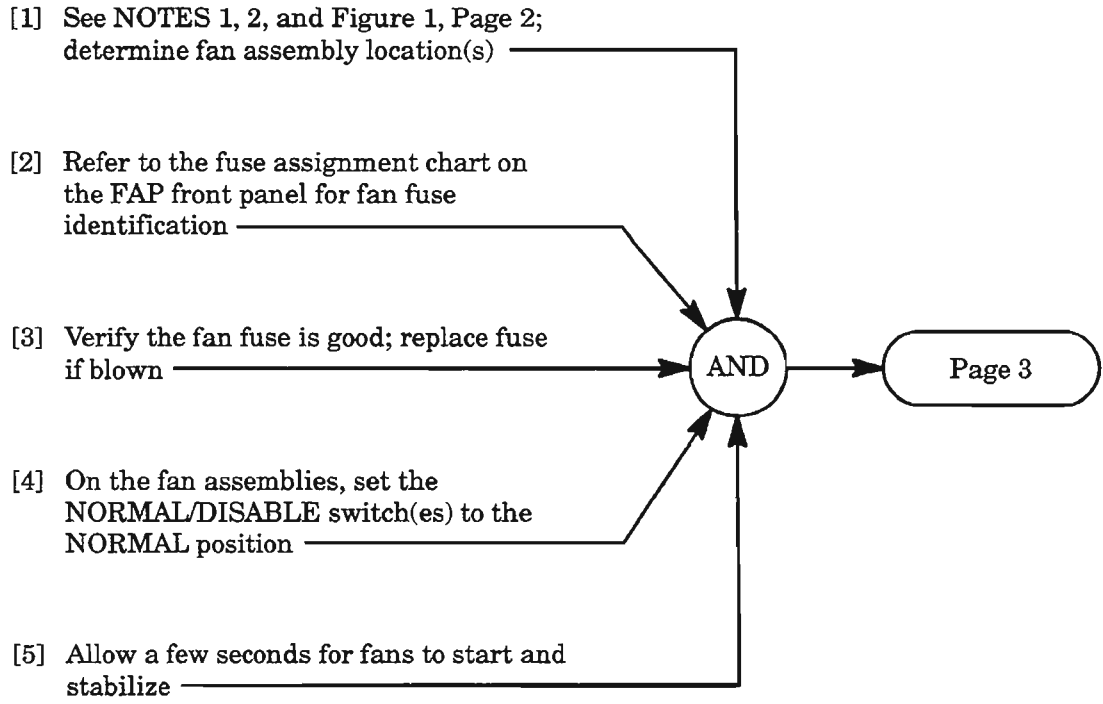 [1] See NOTES 1, 2, and Figure 1, Page 2;
determine fan assembly location(s)
[2] Refer to the fuse assignment chart on
the FAP front panel for fan fuse
identification
[3] Verify the fan fuse is good; replace fuse
if blown
AND
Page 3
[4] On the fan assemblies, set the
NORMAL/DISABLE switch(es) to the
NORMAL position
[5] Allow a few seconds for fans to start and
stabilize